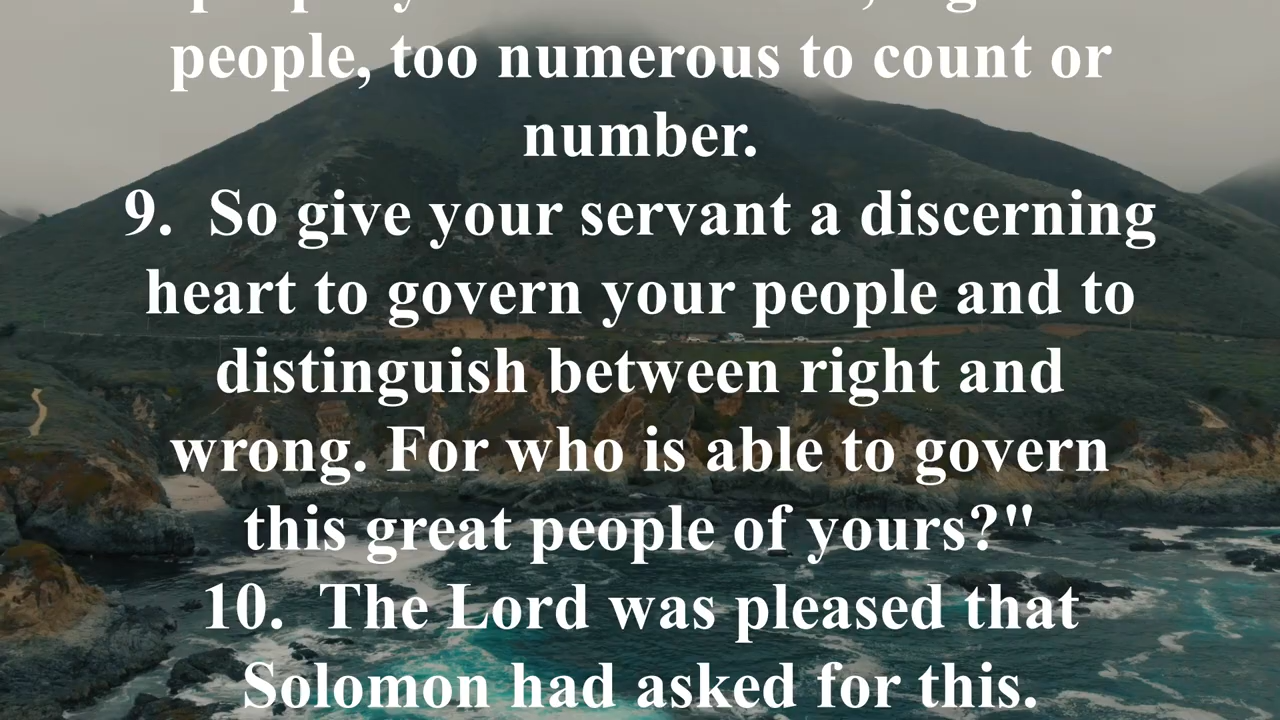 people, too numerous to count or
number.
9. So give your servant a discerning
heart to govern your people and to
distinguish between right and
wrong. For who is able to govern
this great people of yours?"
10. The Lord was pleased that
Solomon had asked for this.